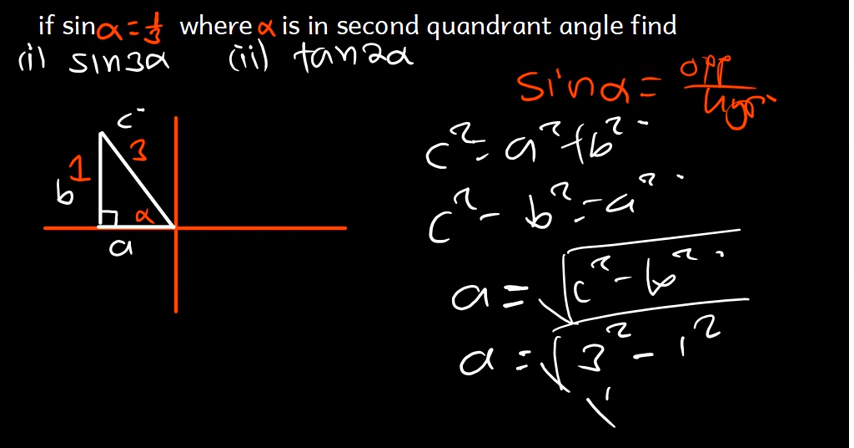 if sinα = 1/3 where α is in second quandrant angle find
(i) sin3α (ii) tan2α
sinα = opp/hyp
c² = a² + b²
c² - b² = a²
a = √c² - b²
a = √3² - 1²
c
3
1
b
α
a